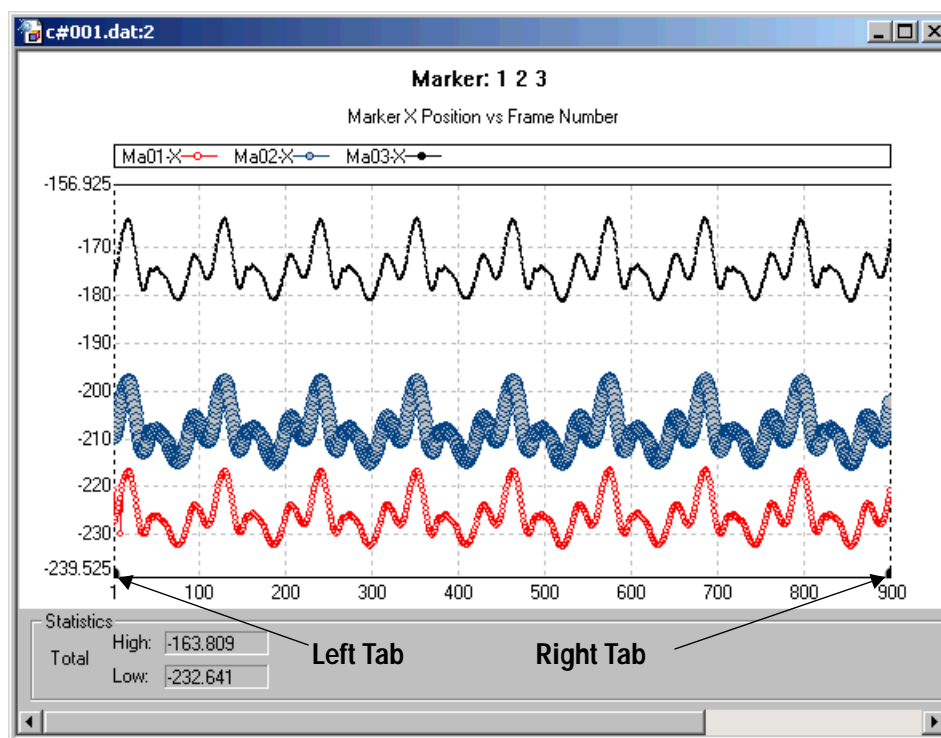 c#001.dat:2
Marker: 1 2 3
Marker X Position vs Frame Number
Ma01-X Ma02-X Ma03-X
-156.925
-170
-180
-190
-200
-210
-220
-230
-239.525
1 100 200 300 400 500 600 700 800 900
Statistics
Total
High: -163.809
Low: -232.641
Left Tab
Right Tab